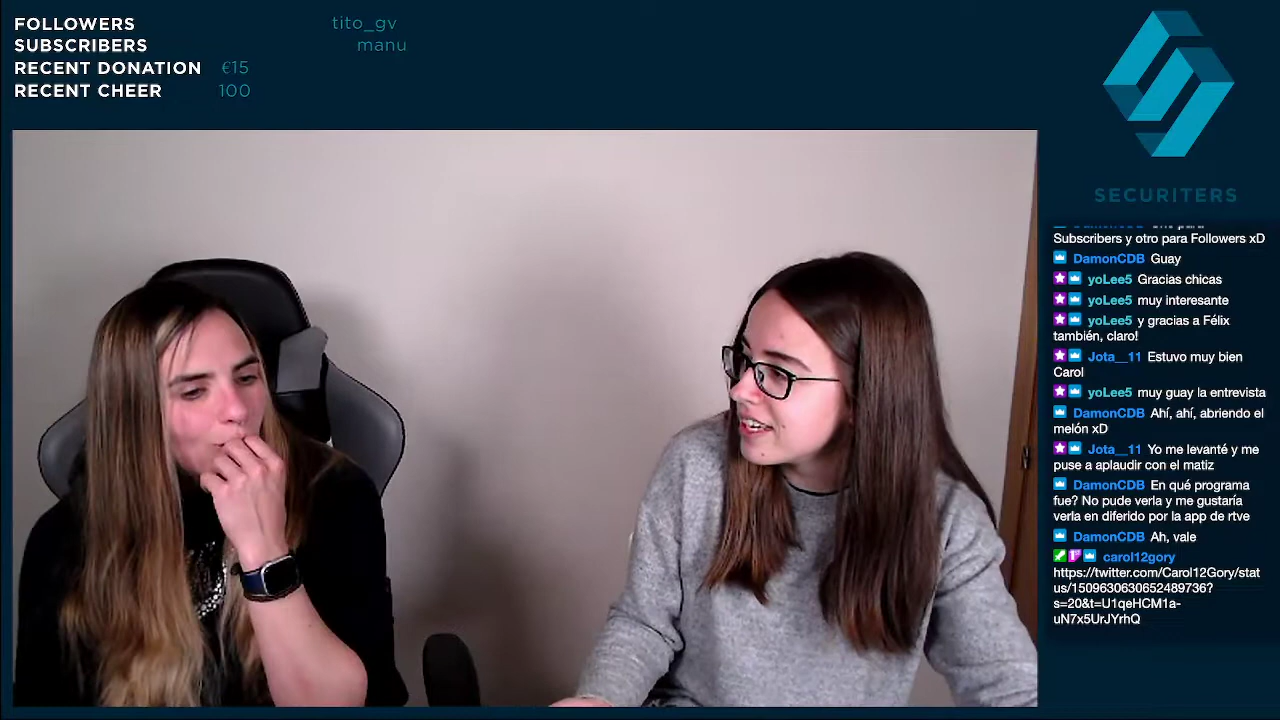 FOLLOWERS tito_gv
SUBSCRIBERS manu
RECENT DONATION €15
RECENT CHEER 100
SECURITERS
Subscribers y otro para Followers xD
DamonCDB Guay
yoLee5 Gracias chicas
yoLee5 muy interesante
yoLee5 y gracias a Félix
también, claro!
Jota__11 Estuvo muy bien
Carol
yoLee5 muy guay la entrevista
DamonCDB Ahí, ahí, abriendo el
melón xD
Jota__11 Yo me levanté y me
puse a aplaudir con el matiz
DamonCDB En qué programa
fue? No pude verla y me gustaría
verla en diferido por la app de rtve
DamonCDB Ah, vale
carol12gory
https://twitter.com/Carol12Gory/stat
us/1509630630652489736?
s=20&t=U1qeHCM1a-
uN7x5UrJYrhQ